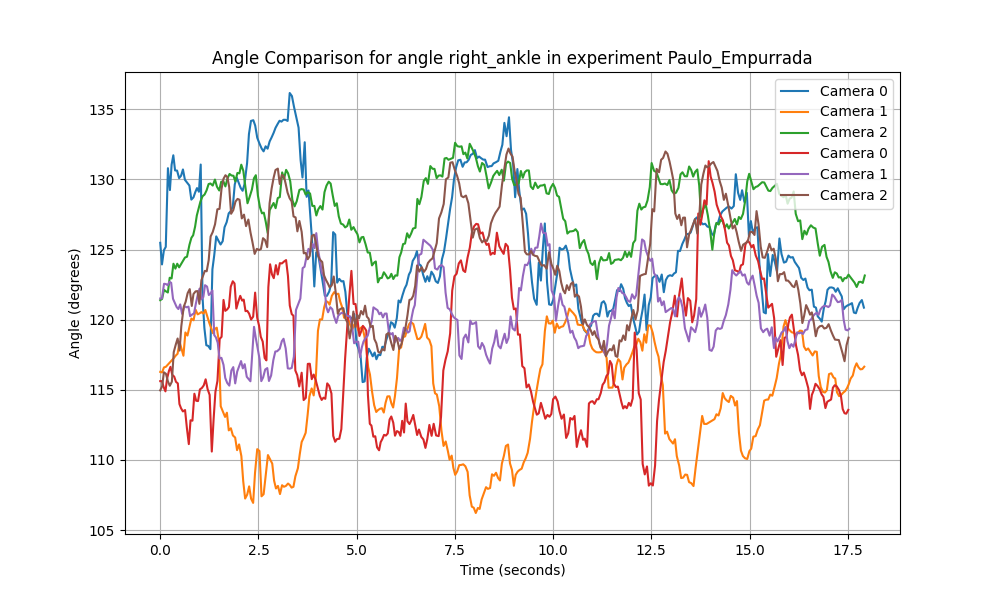 Angle Comparison for angle right_ankle in experiment Paulo_Empurrada
Camera 0
Camera 1
Camera 2
Camera 0
Camera 1
Camera 2
Angle (degrees)
135
130
125
120
115
110
105
0.0 2.5 5.0 7.5 10.0 12.5 15.0 17.5
Time (seconds)